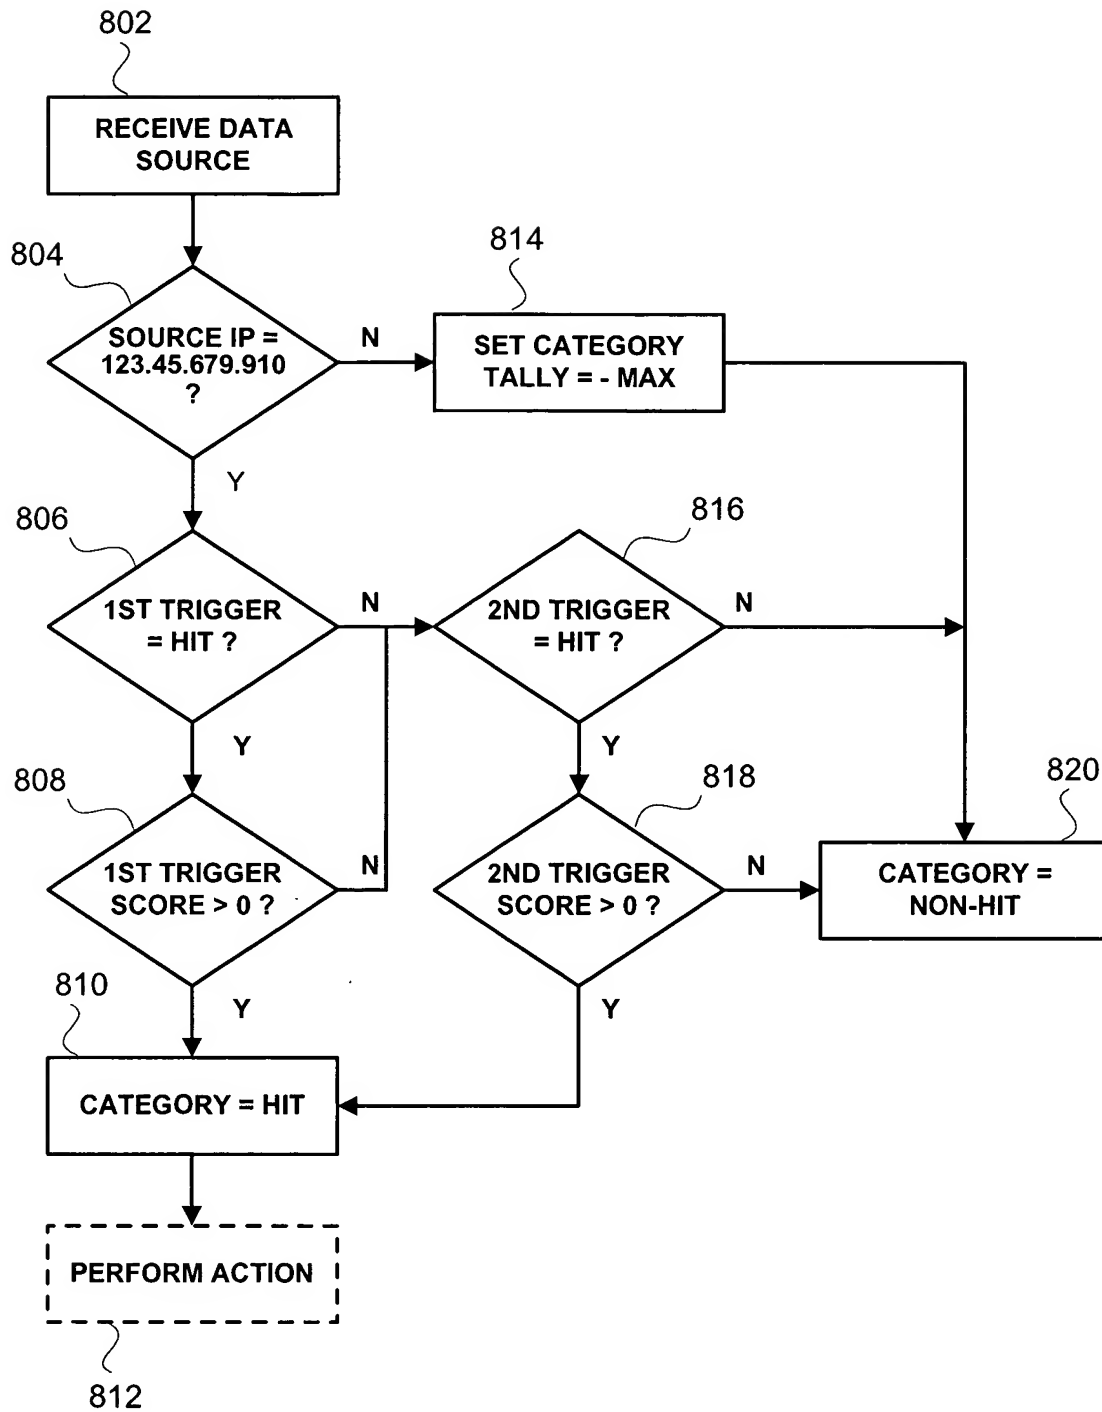 802
RECEIVE DATA
SOURCE
804
SOURCE IP =
123.45.679.910
?
N
814
SET CATEGORY
TALLY = - MAX
Y
806
1ST TRIGGER
= HIT ?
N
816
2ND TRIGGER
= HIT ?
N
Y
Y
808
1ST TRIGGER
SCORE > 0 ?
N
818
2ND TRIGGER
SCORE > 0 ?
N
820
CATEGORY =
NON-HIT
Y
Y
810
CATEGORY = HIT
PERFORM ACTION
812